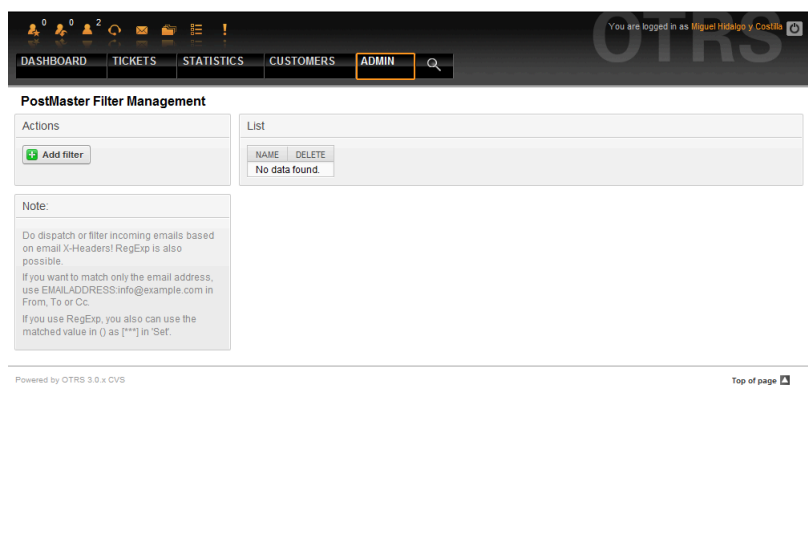 0 0 2
OTRS
You are logged in as Miguel Hidalgo y Costilla
DASHBOARD TICKETS STATISTICS CUSTOMERS ADMIN
PostMaster Filter Management
Actions
Add filter
List
NAME DELETE
No data found.
Note:
Do dispatch or filter incoming emails based
on email X-Headers! RegExp is also
possible.
If you want to match only the email address,
use EMAILADDRESS:info@example.com in
From, To or Cc.
If you use RegExp, you also can use the
matched value in () as [***] in 'Set'.
Powered by OTRS 3.0.x CVS
Top of page